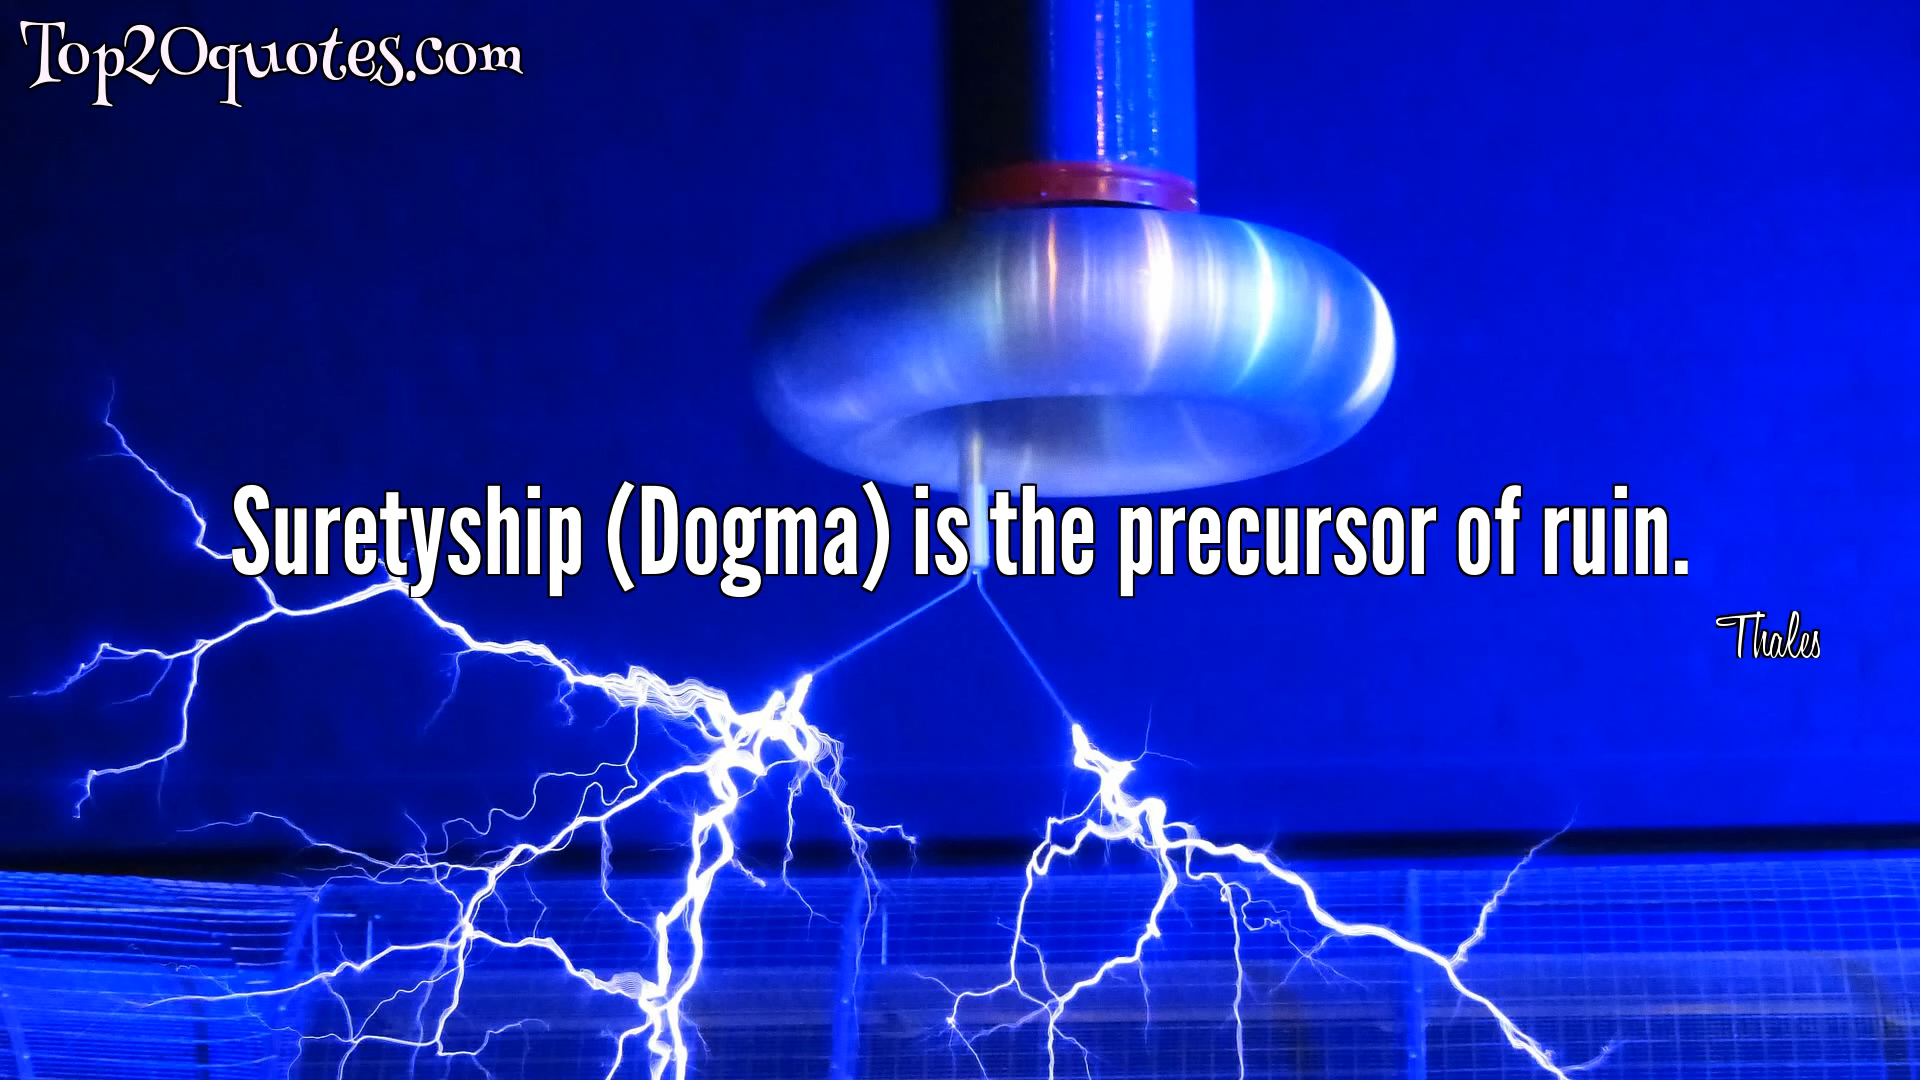 Top20quotes.com
Suretyship (Dogma) is the precursor of ruin.
Thales